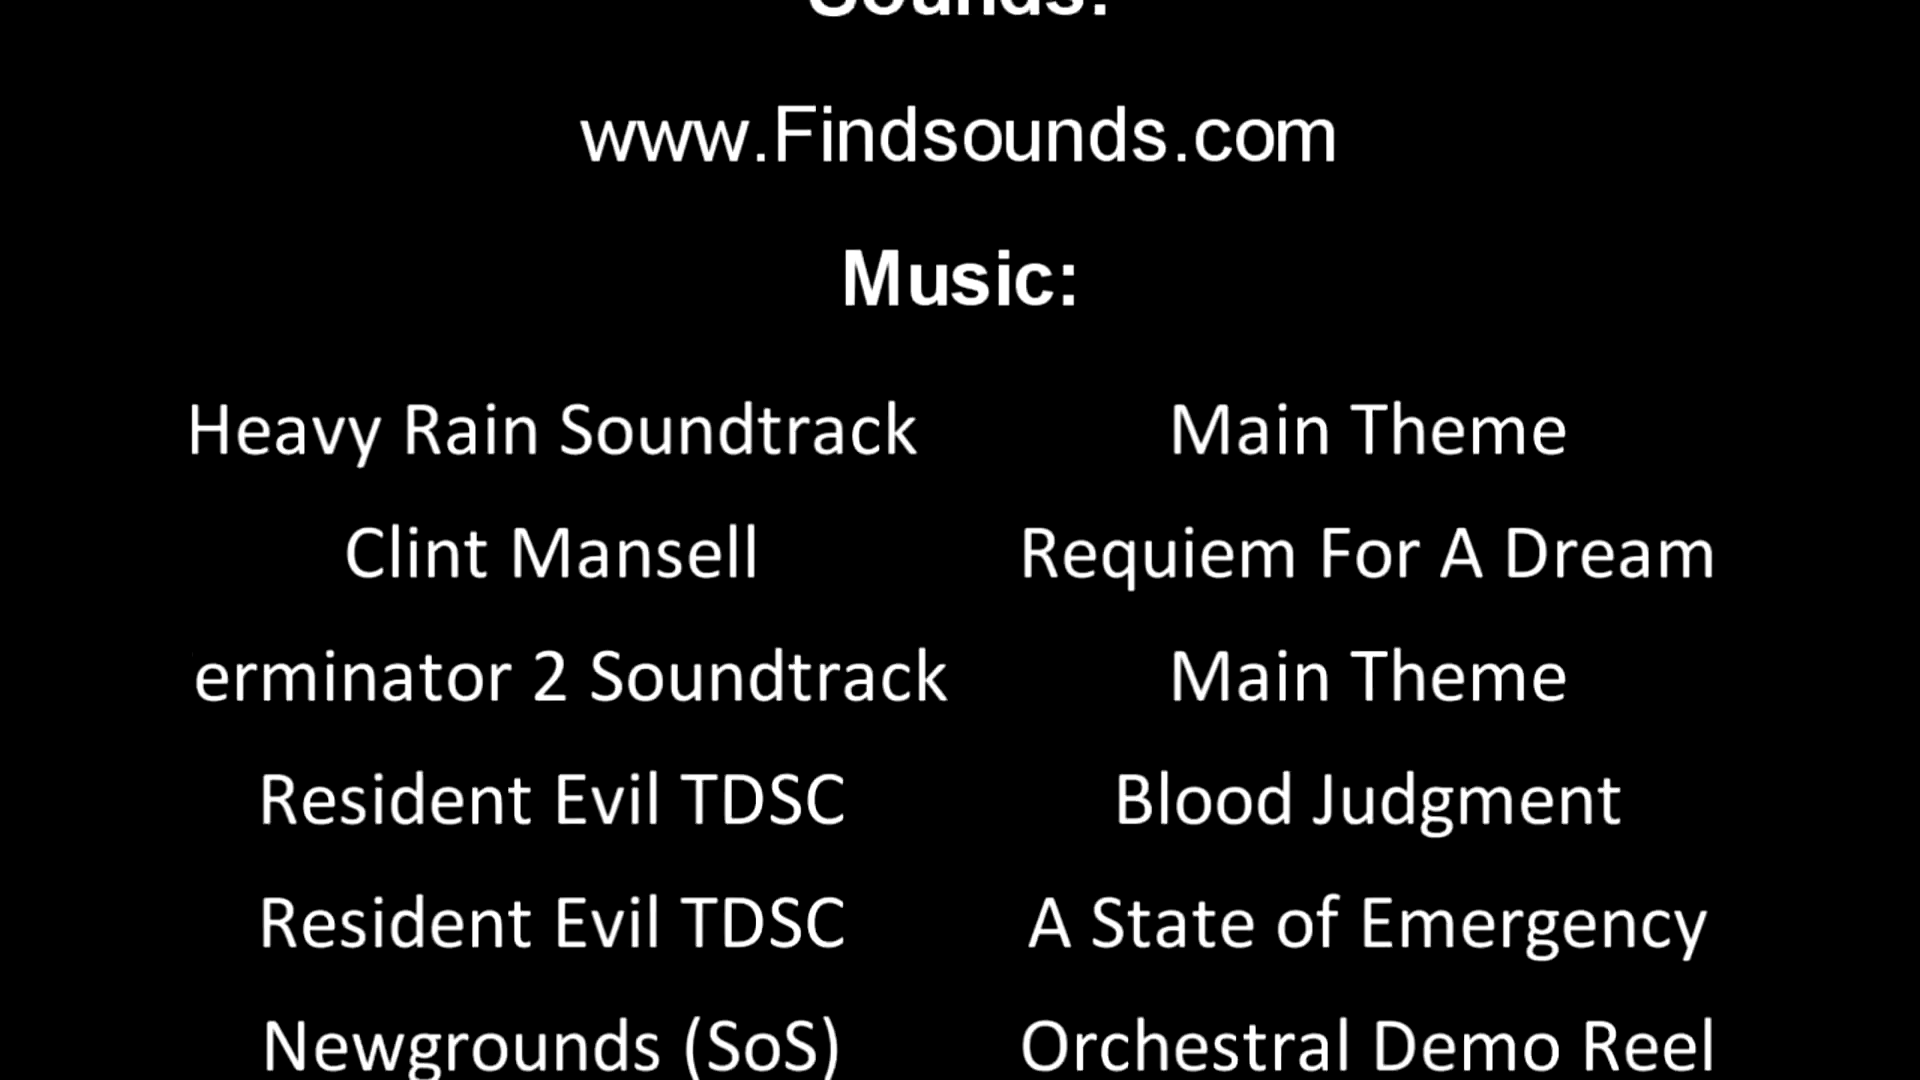 Sounds:
www.Findsounds.com
Music:
Heavy Rain Soundtrack Main Theme
Clint Mansell Requiem For A Dream
erminator 2 Soundtrack Main Theme
Resident Evil TDSC Blood Judgment
Resident Evil TDSC A State of Emergency
Newgrounds (SoS) Orchestral Demo Reel